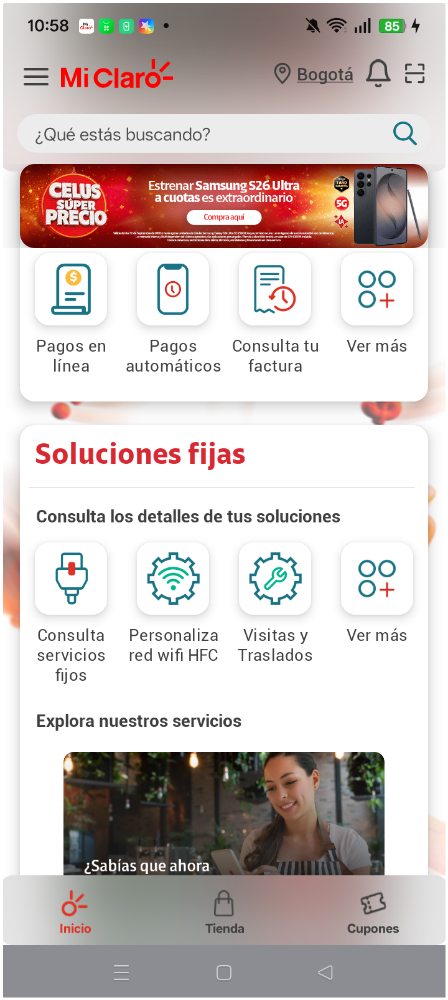 10:58
85
Mi Claro
Bogotá
¿Qué estás buscando?
CELUS
SÚPER
PRECIO
Estrenar Samsung S26 Ultra
a cuotas es extraordinario
Compra aquí
1 AÑO
GARANTÍA
5G
IA
Pagos en
línea
Pagos
automáticos
Consulta tu
factura
Ver más
Soluciones fijas
Consulta los detalles de tus soluciones
Consulta
servicios
fijos
Personaliza
red wifi HFC
Visitas y
Traslados
Ver más
Explora nuestros servicios
¿Sabías que ahora
Inicio
Tienda
Cupones